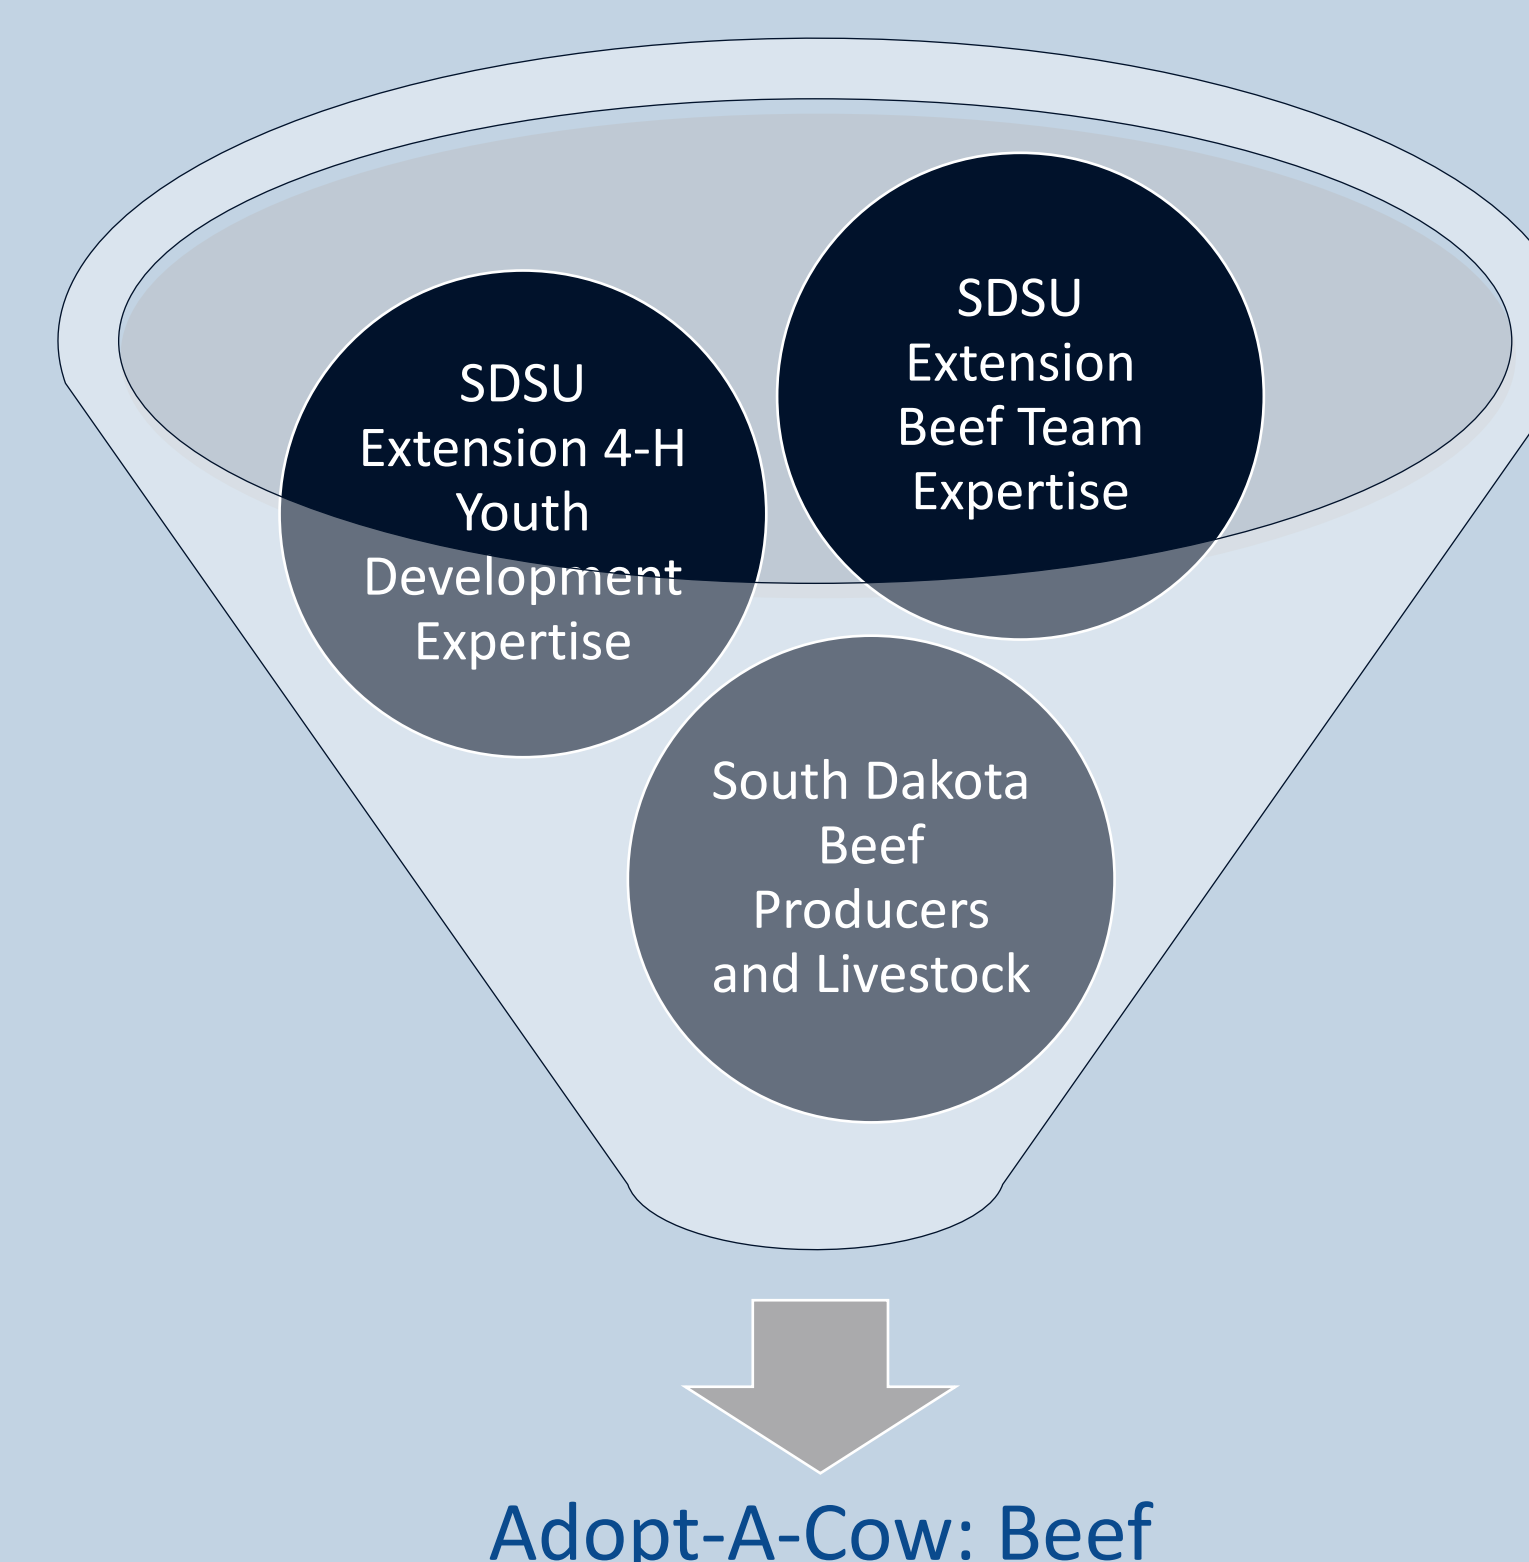 SDSU
Extension 4-H
Youth
Development
Expertise
SDSU
Extension
Beef Team
Expertise
South Dakota
Beef
Producers
and Livestock
Adopt-A-Cow: Beef